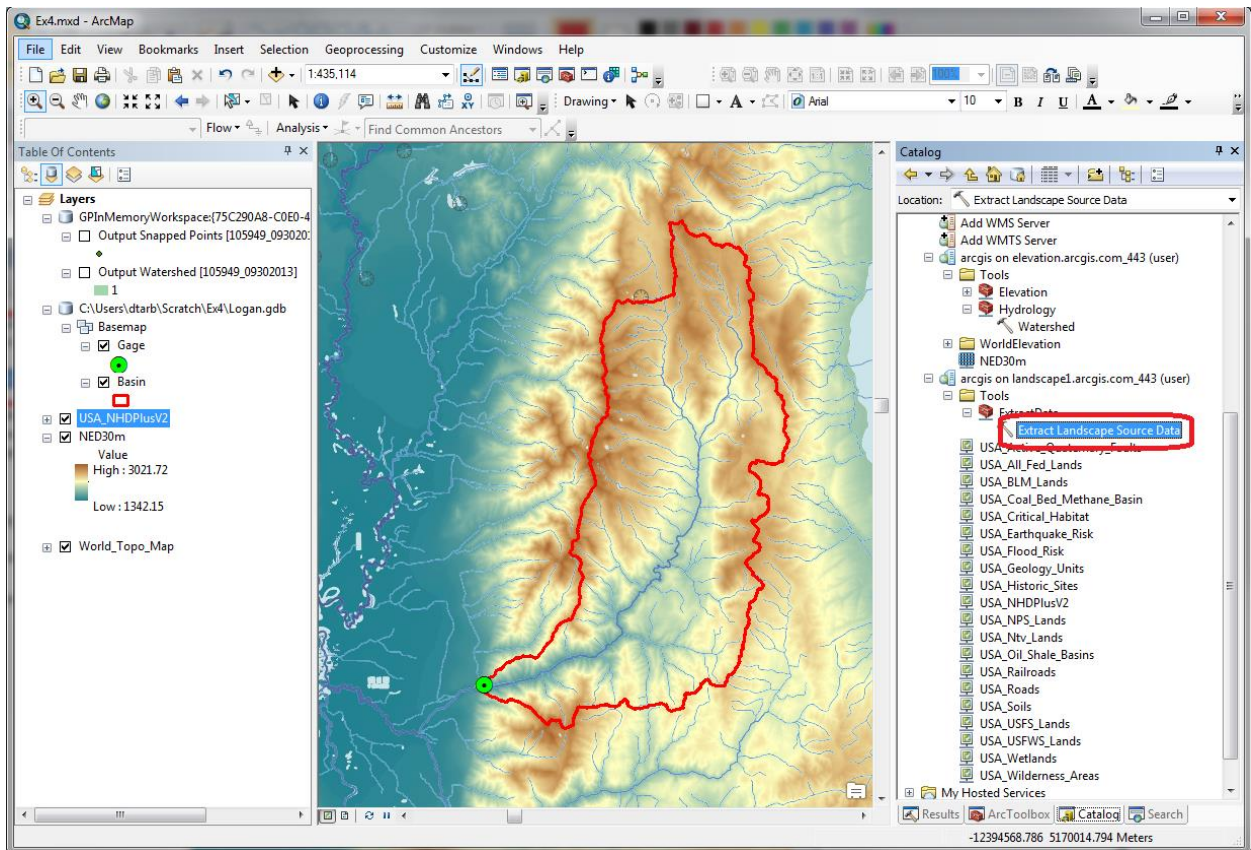 Ex4.mxd - ArcMap
File Edit View Bookmarks Insert Selection Geoprocessing Customize Windows Help
1:435,114
100%
Drawing
A
Arial
10
B I U A
Flow
Analysis
Find Common Ancestors
Table Of Contents
Layers
GPInMemoryWorkspace:{75C290A8-C0E0-4
Output Snapped Points [105949_093020:
Output Watershed [105949_09302013]
1
C:\Users\dtarb\Scratch\Ex4\Logan.gdb
Basemap
Gage
Basin
USA_NHDPlusV2
NED30m
Value
High : 3021.72
Low : 1342.15
World_Topo_Map
Catalog
Location: Extract Landscape Source Data
Add WMS Server
Add WMTS Server
arcgis on elevation.arcgis.com_443 (user)
Tools
Elevation
Hydrology
Watershed
WorldElevation
NED30m
arcgis on landscape1.arcgis.com_443 (user)
Tools
ExtractData
Extract Landscape Source Data
USA_Active_Quaternary_Faults
USA_All_Fed_Lands
USA_BLM_Lands
USA_Coal_Bed_Methane_Basin
USA_Critical_Habitat
USA_Earthquake_Risk
USA_Flood_Risk
USA_Geology_Units
USA_Historic_Sites
USA_NHDPlusV2
USA_NPS_Lands
USA_Ntv_Lands
USA_Oil_Shale_Basins
USA_Railroads
USA_Roads
USA_Soils
USA_USFS_Lands
USA_USFWS_Lands
USA_Wetlands
USA_Wilderness_Areas
My Hosted Services
Results ArcToolbox Catalog Search
-12394568.786 5170014.794 Meters